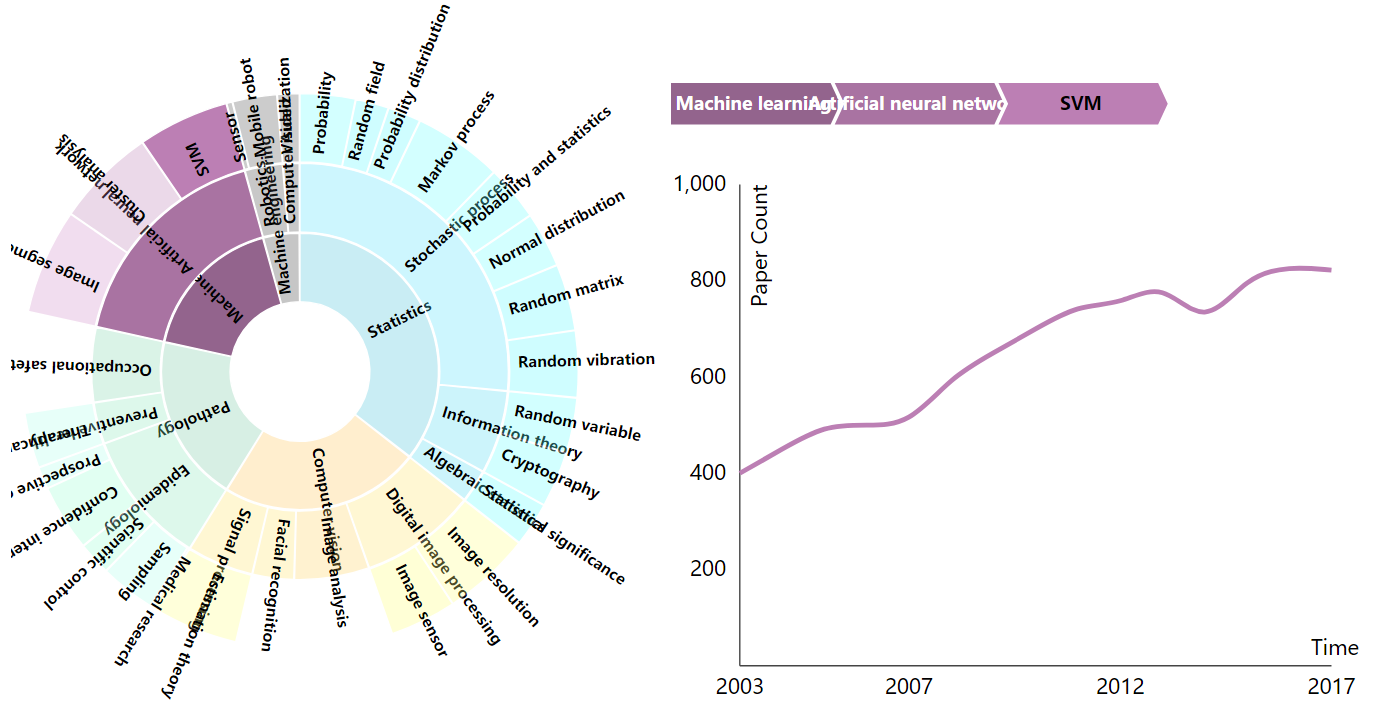 Probability
Random field
Probability distribution
Markov process
Probability and statistics
Stochastic process
Normal distribution
Random matrix
Random vibration
Statistics
Random variable
Information theory
Cryptography
Algebraic statistics
Statistical significance
Image resolution
Digital image processing
Image sensor
Computer vision
Image analysis
Facial recognition
Signal processing
Estimation theory
Medical research
Sampling
Scientific control
Epidemiology
Confidence inter
Prospective
Therapy
Preventive healthcar
Pathology
Occupational safet
Image segme
Cluster analysis
Artificial neural network
Machine
SVM
Sensor
Mobile robot
Robotics
Machine engineering
Visualization
Computer
Machine learning
Artificial neural netwo
SVM
Paper Count
1,000
800
600
400
200
Time
2003
2007
2012
2017